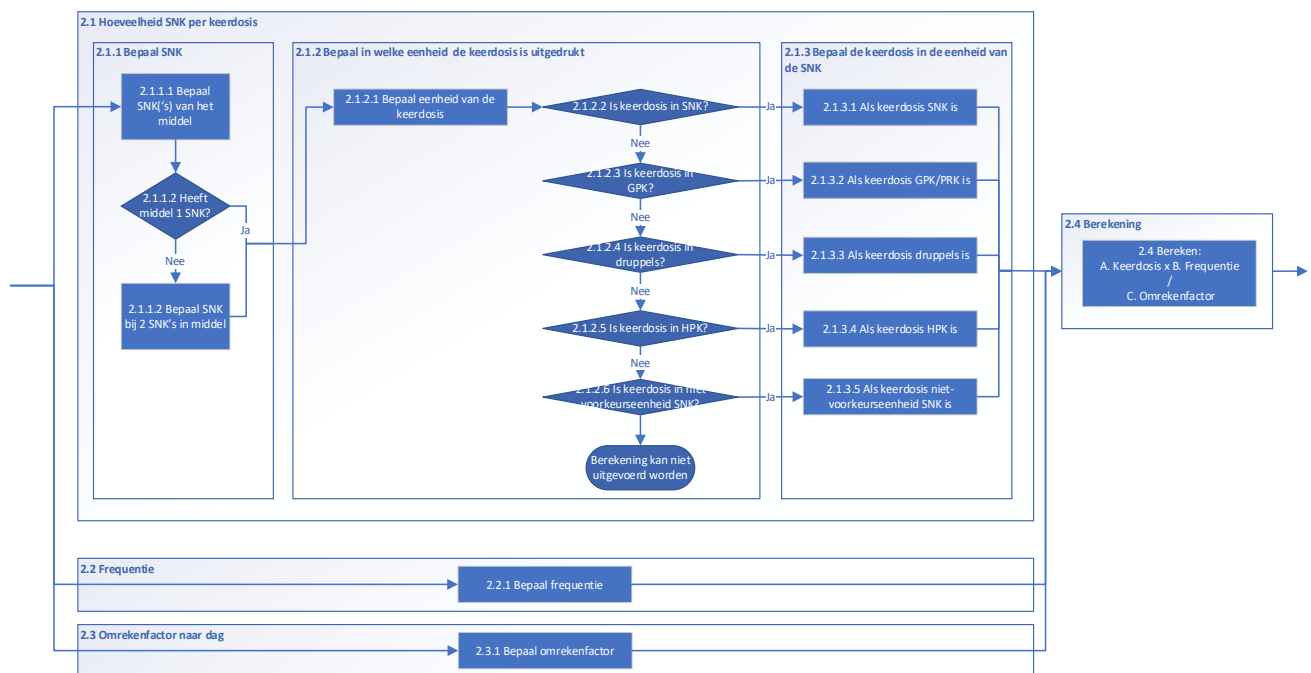 2.1 Hoeveelheid SNK per keerdosis
2.1.1 Bepaal SNK
2.1.1.1 Bepaal
SNK('s) van het
middel
2.1.1.2 Heeft
middel 1 SNK?
Ja
Nee
2.1.1.2 Bepaal SNK
bij 2 SNK's in middel
2.1.2 Bepaal in welke eenheid de keerdosis is uitgedrukt
2.1.2.1 Bepaal eenheid van de
keerdosis
2.1.2.2 Is keerdosis in SNK?
Ja
Nee
2.1.2.3 Is keerdosis in
GPK?
Ja
Nee
2.1.2.4 Is keerdosis in
druppels?
Ja
Nee
2.1.2.5 Is keerdosis in HPK?
Ja
Nee
2.1.2.6 Is keerdosis in niet
voorkeurseenheid SNK?
Ja
Berekening kan niet
uitgevoerd worden
2.1.3 Bepaal de keerdosis in de eenheid van
de SNK
2.1.3.1 Als keerdosis SNK is
2.1.3.2 Als keerdosis GPK/PRK is
2.1.3.3 Als keerdosis druppels is
2.1.3.4 Als keerdosis HPK is
2.1.3.5 Als keerdosis niet-
voorkeurseenheid SNK is
2.4 Berekening
2.4 Bereken:
A. Keerdosis x B. Frequentie
/
C. Omrekenfactor
2.2 Frequentie
2.2.1 Bepaal frequentie
2.3 Omrekenfactor naar dag
2.3.1 Bepaal omrekenfactor